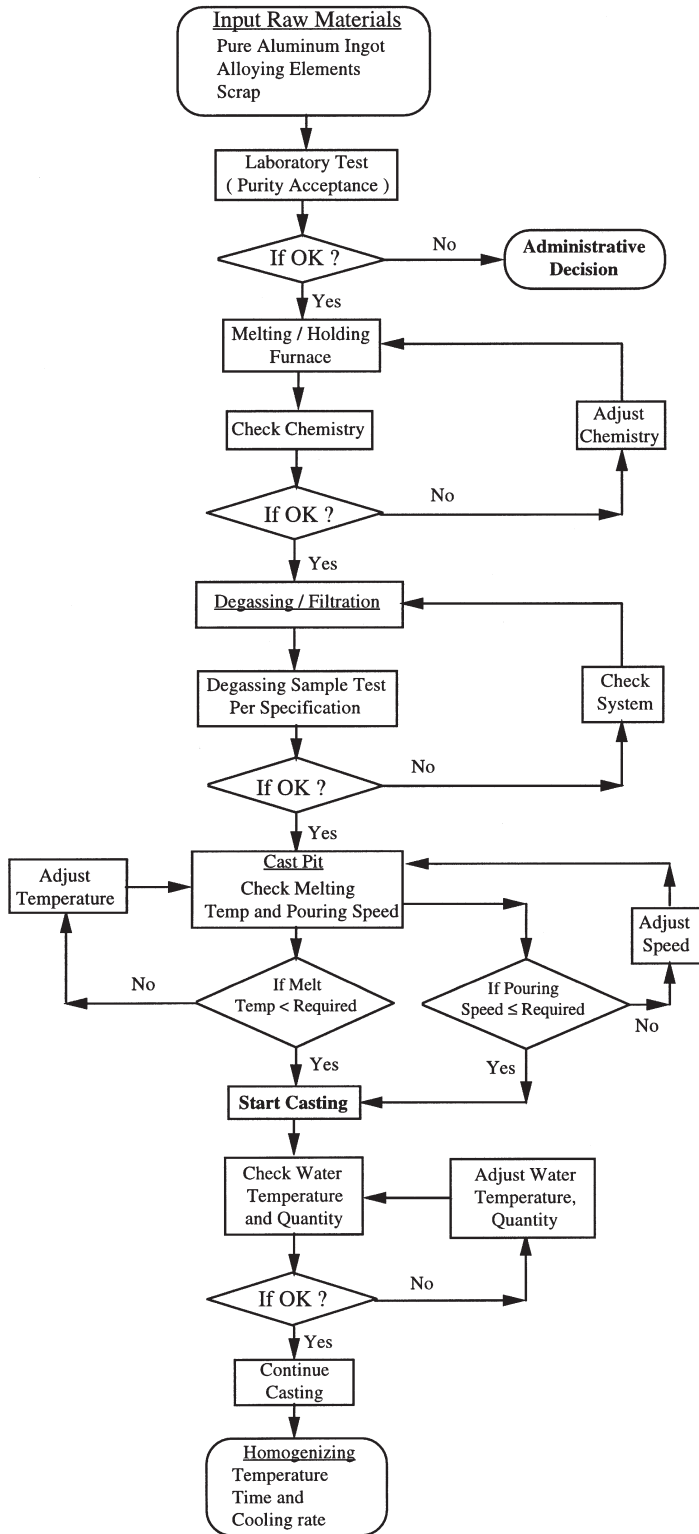 Input Raw Materials
Pure Aluminum Ingot
Alloying Elements
Scrap
Laboratory Test
( Purity Acceptance )
If OK ?
No
Administrative
Decision
Yes
Melting / Holding
Furnace
Adjust
Chemistry
Check Chemistry
If OK ?
No
Yes
Degassing / Filtration
Degassing Sample Test
Per Specification
Check
System
If OK ?
No
Yes
Cast Pit
Check Melting
Temp and Pouring Speed
Adjust
Temperature
Adjust
Speed
If Melt
Temp < Required
No
If Pouring
Speed ≤ Required
No
Yes
Yes
Start Casting
Check Water
Temperature
and Quantity
Adjust Water
Temperature,
Quantity
If OK ?
No
Yes
Continue
Casting
Homogenizing
Temperature
Time and
Cooling rate